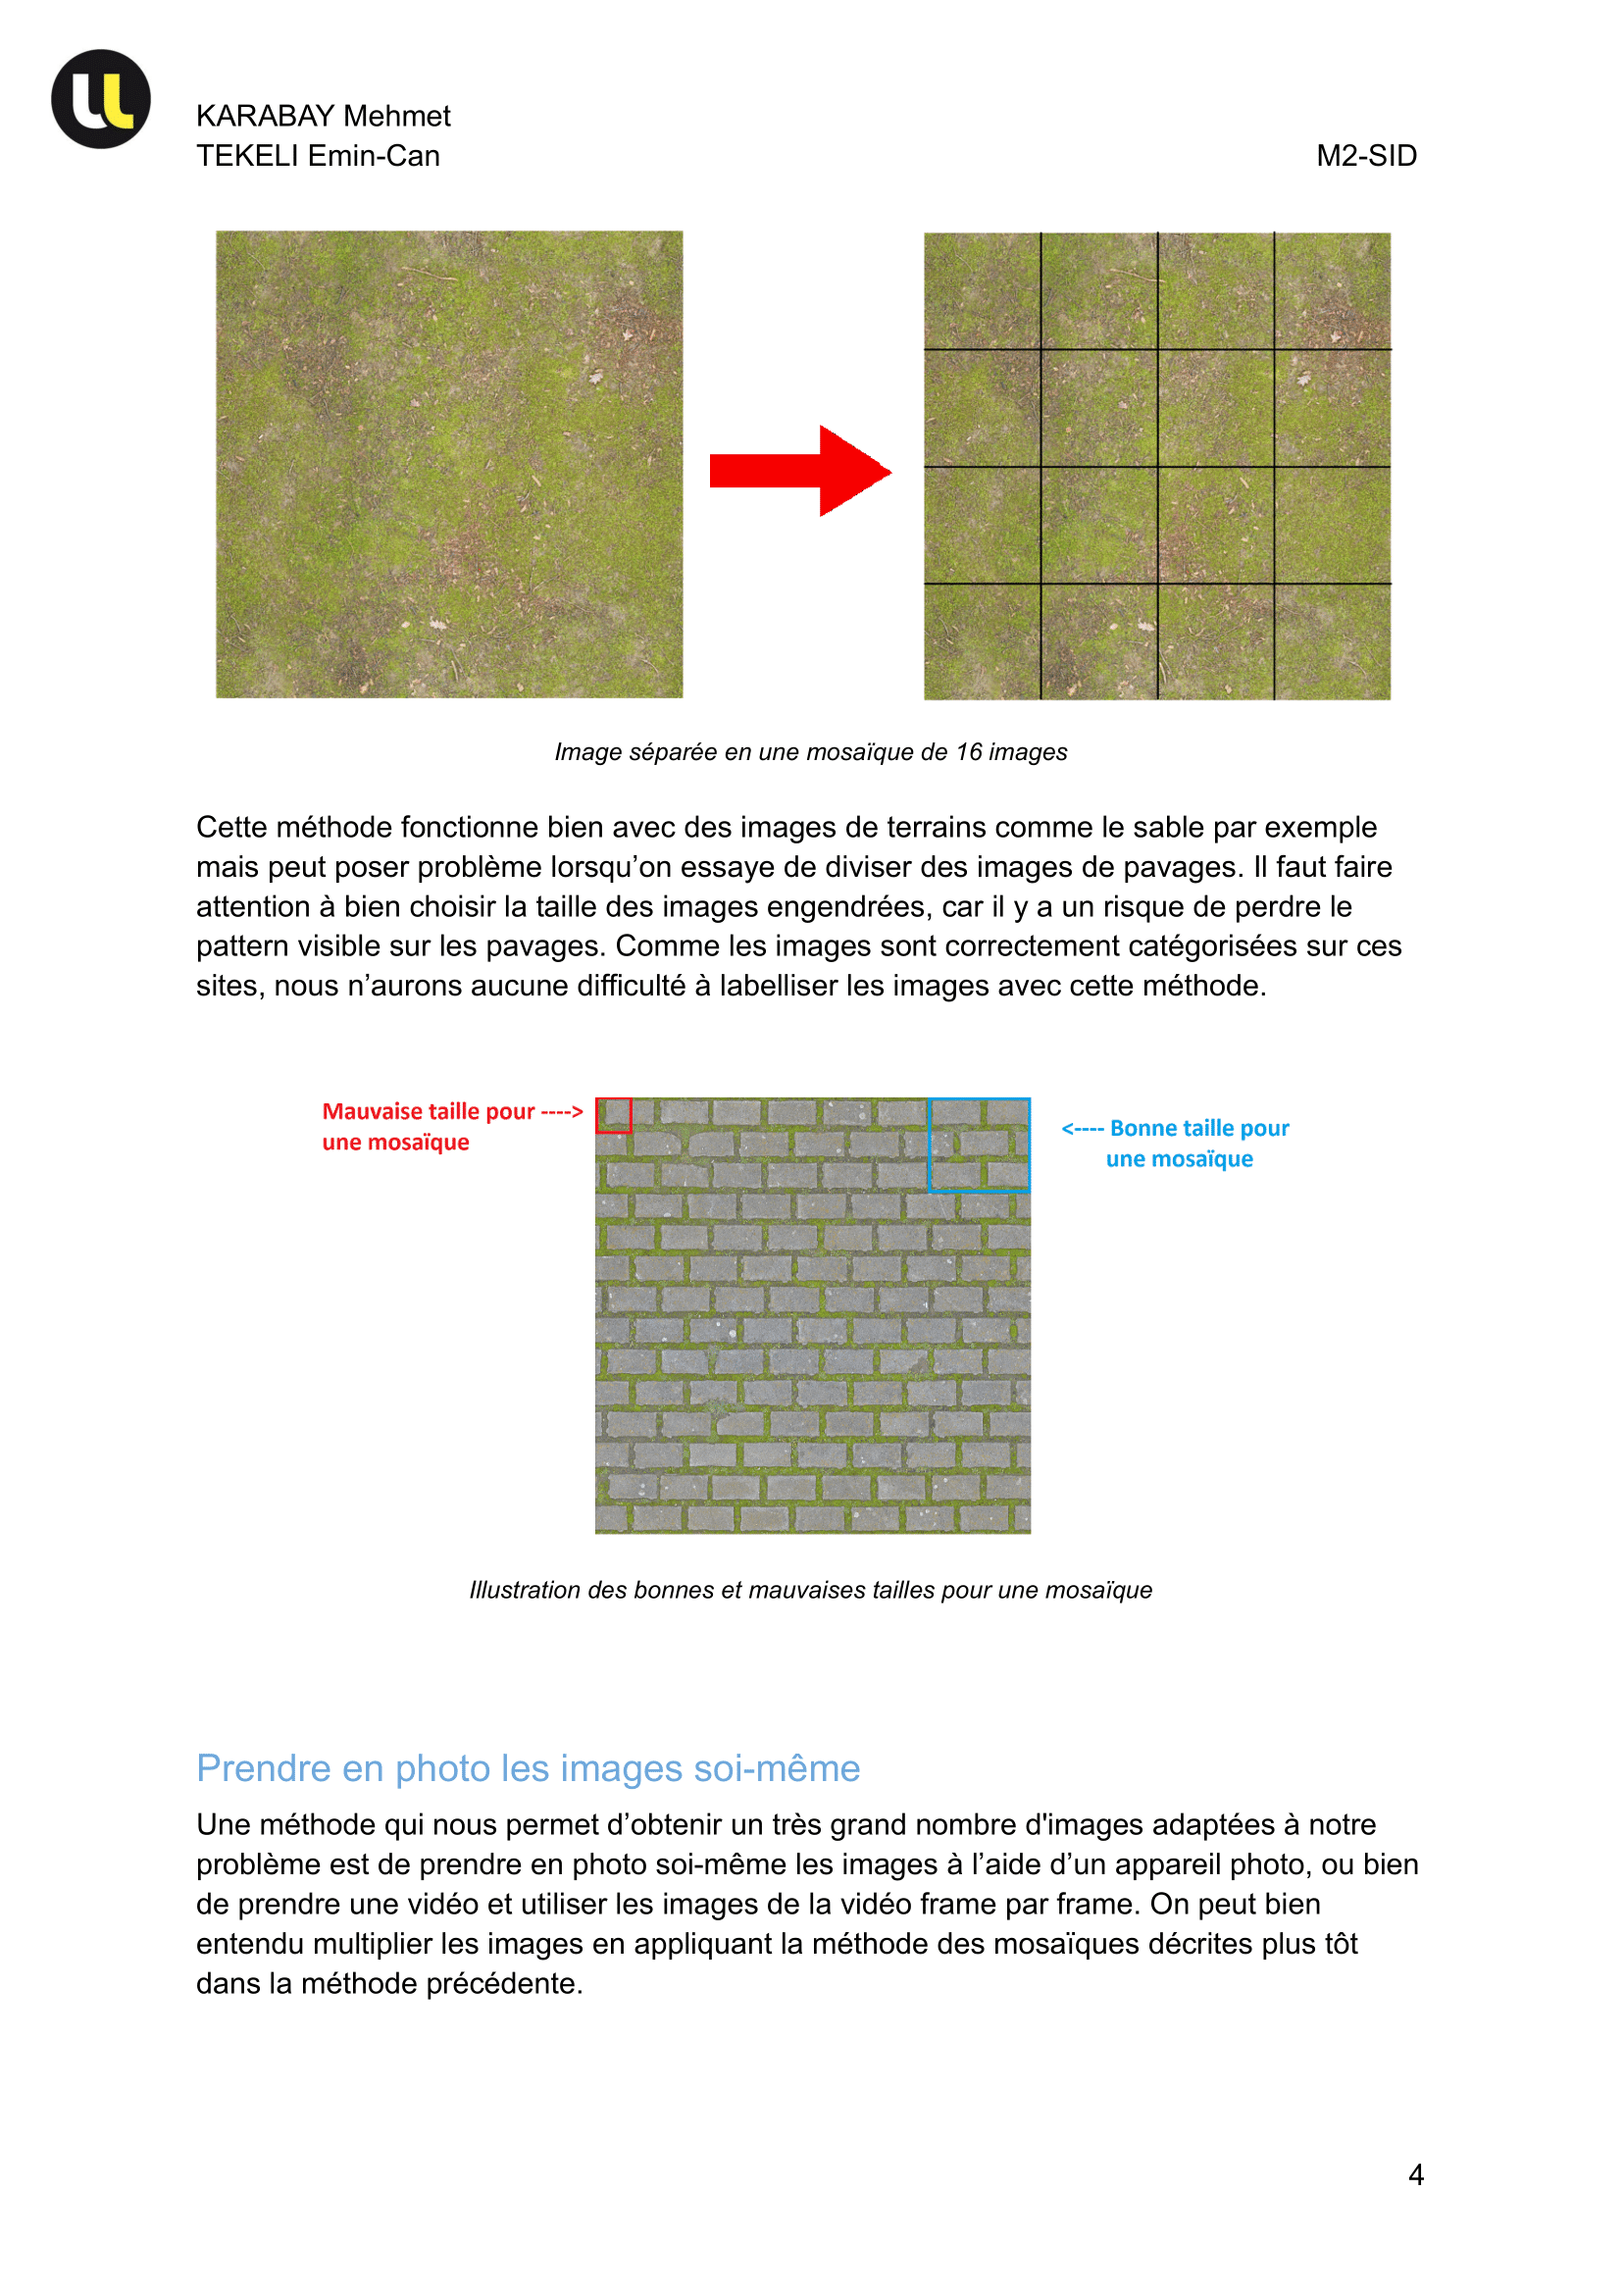 KARABAY Mehmet
TEKELI Emin-Can M2-SID
Image séparée en une mosaïque de 16 images
Cette méthode fonctionne bien avec des images de terrains comme le sable par exemple
mais peut poser problème lorsqu’on essaye de diviser des images de pavages. Il faut faire
attention à bien choisir la taille des images engendrées, car il y a un risque de perdre le
pattern visible sur les pavages. Comme les images sont correctement catégorisées sur ces
sites, nous n’aurons aucune difficulté à labelliser les images avec cette méthode.
Mauvaise taille pour ---->
une mosaïque
<---- Bonne taille pour
une mosaïque
Illustration des bonnes et mauvaises tailles pour une mosaïque
Prendre en photo les images soi-même
Une méthode qui nous permet d’obtenir un très grand nombre d'images adaptées à notre
problème est de prendre en photo soi-même les images à l’aide d’un appareil photo, ou bien
de prendre une vidéo et utiliser les images de la vidéo frame par frame. On peut bien
entendu multiplier les images en appliquant la méthode des mosaïques décrites plus tôt
dans la méthode précédente.
4